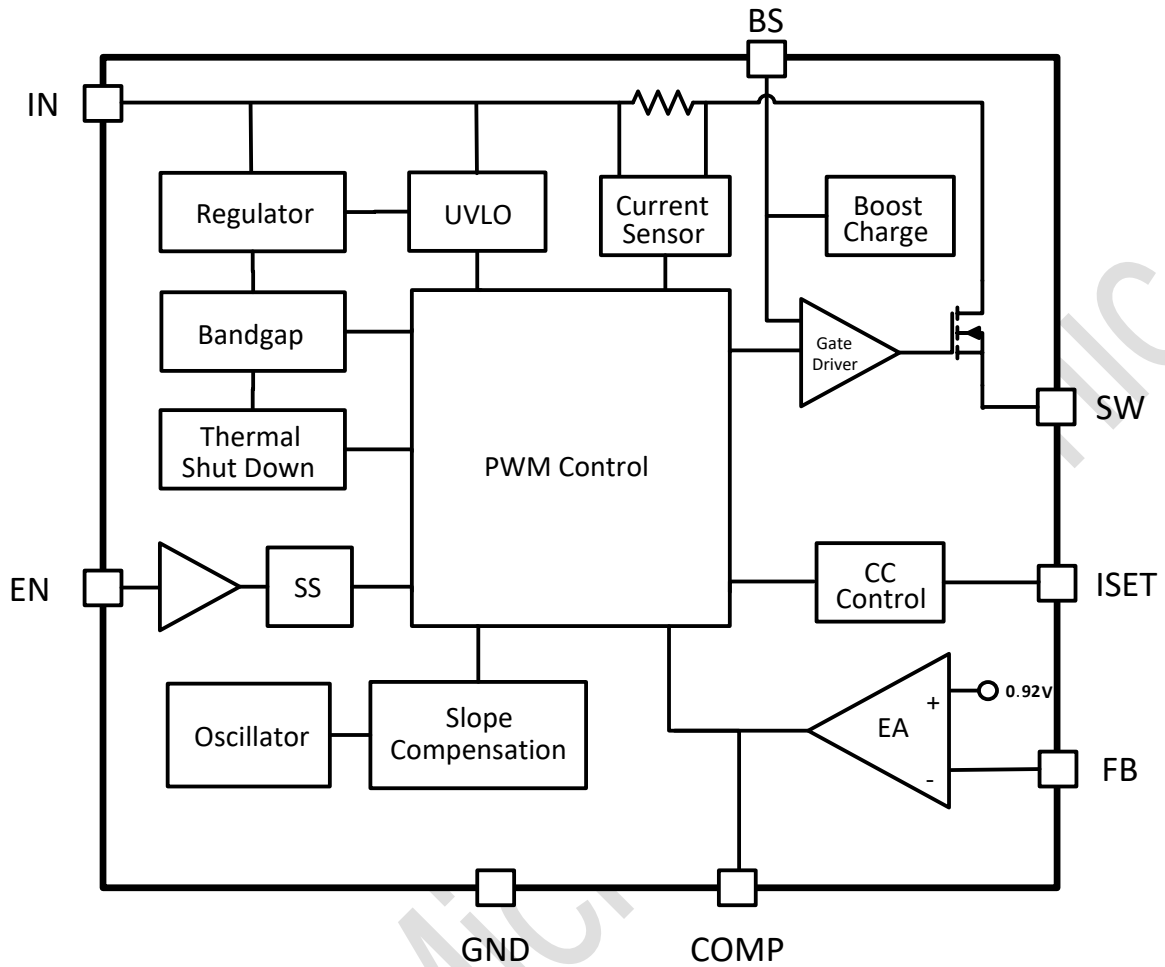 BS
IN
Regulator
UVLO
Current
Sensor
Boost
Charge
Bandgap
Gate
Driver
SW
Thermal
Shut Down
PWM Control
EN
SS
CC
Control
ISET
Oscillator
Slope
Compensation
EA
+
-
0.92V
FB
GND
COMP